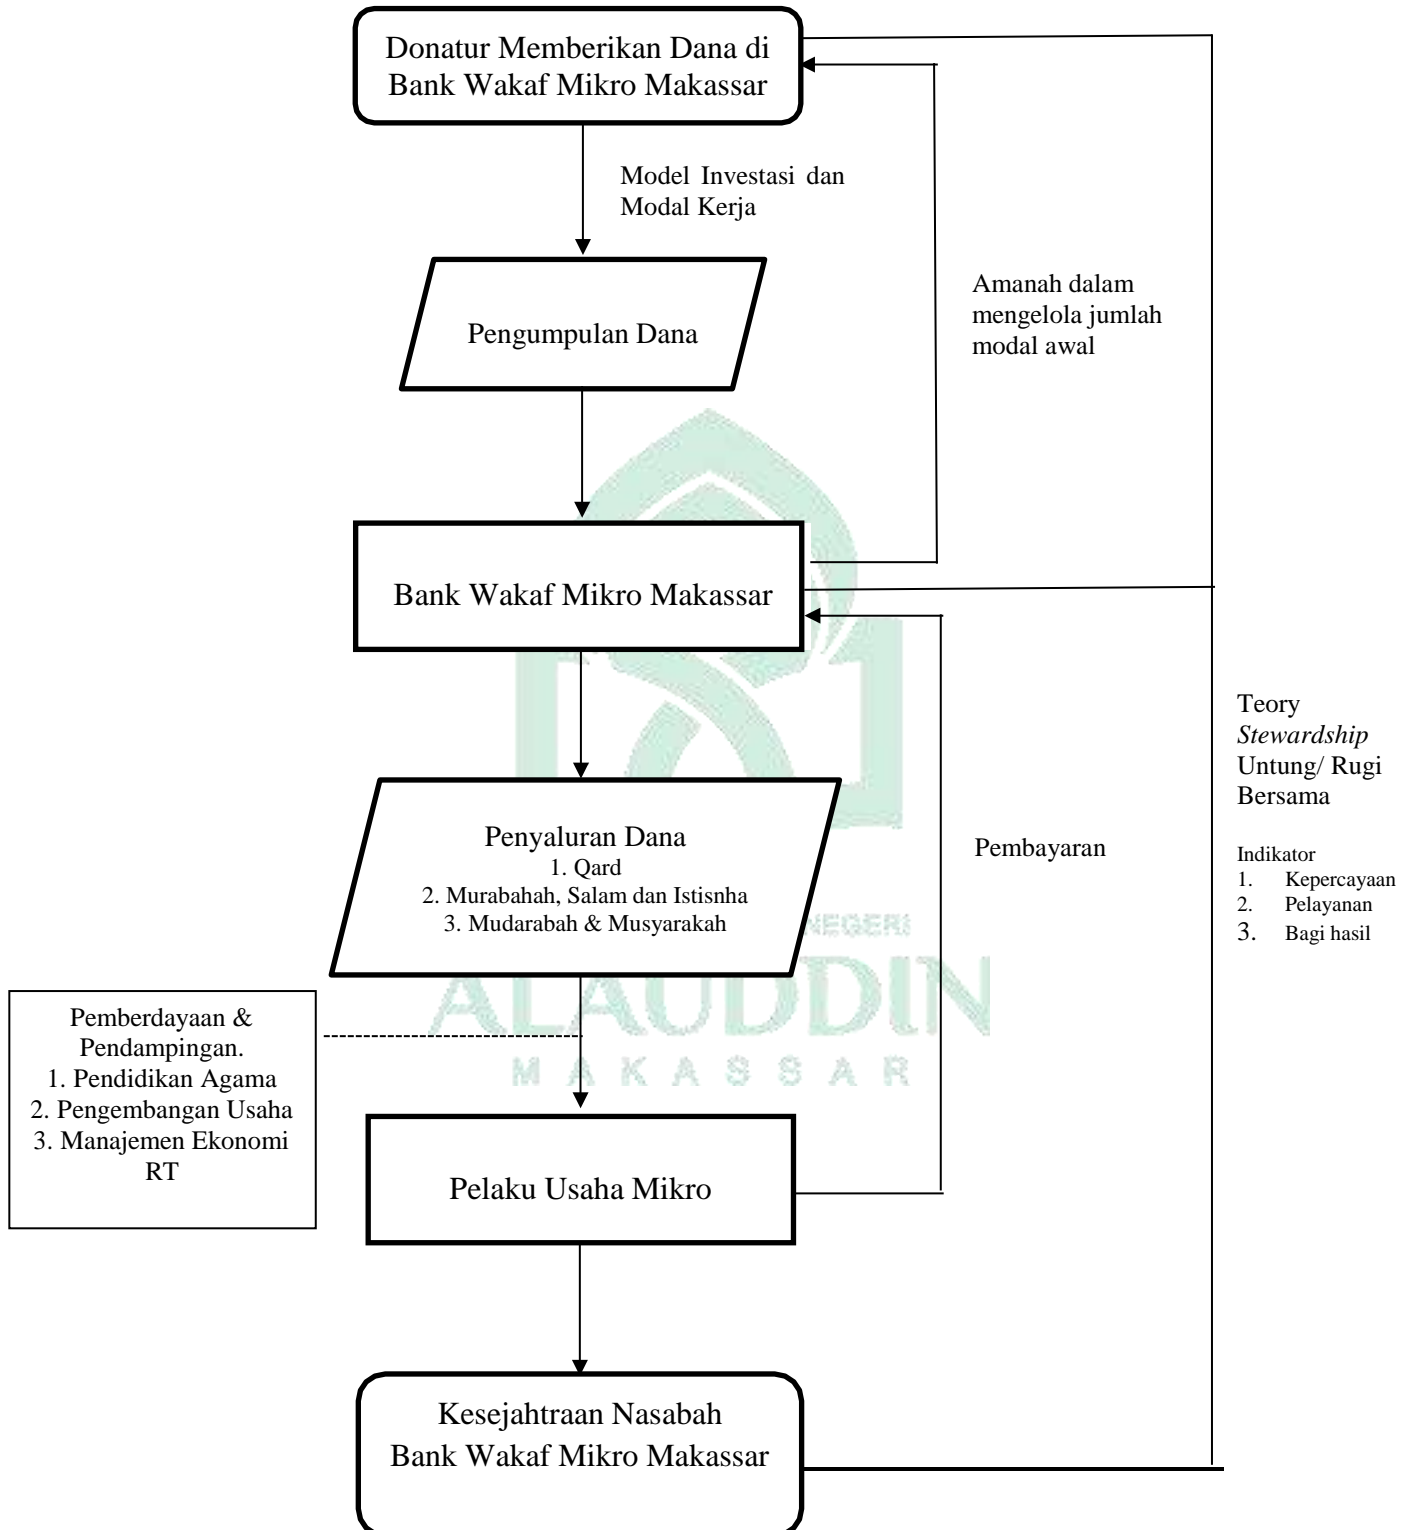 Donatur Memberikan Dana di
Bank Wakaf Mikro Makassar
Model Investasi dan
Modal Kerja
Pengumpulan Dana
Amanah dalam
mengelola jumlah
modal awal
Bank Wakaf Mikro Makassar
Teory
Stewardship
Untung/ Rugi
Bersama
Indikator
1. Kepercayaan
2. Pelayanan
3. Bagi hasil
Penyaluran Dana
1. Qard
2. Murabahah, Salam dan Istisnha
3. Mudarabah & Musyarakah
Pembayaran
NEGERI
ALAUDDIN
MAKASSAR
Pemberdayaan &
Pendampingan.
1. Pendidikan Agama
2. Pengembangan Usaha
3. Manajemen Ekonomi
RT
Pelaku Usaha Mikro
Kesejahtraan Nasabah
Bank Wakaf Mikro Makassar